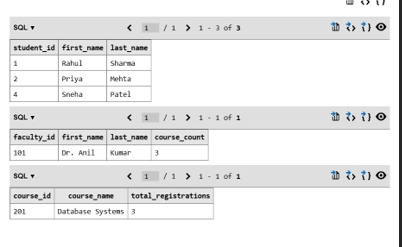 SQL ▾ ❮ 1 / 1 ❯ 1 - 3 of 3
student_id first_name last_name
1 Rahul Sharma
2 Priya Mehta
4 Sneha Patel
SQL ▾ ❮ 1 / 1 ❯ 1 - 1 of 1
faculty_id first_name last_name course_count
101 Dr. Anil Kumar 3
SQL ▾ ❮ 1 / 1 ❯ 1 - 1 of 1
course_id course_name total_registrations
201 Database Systems 3